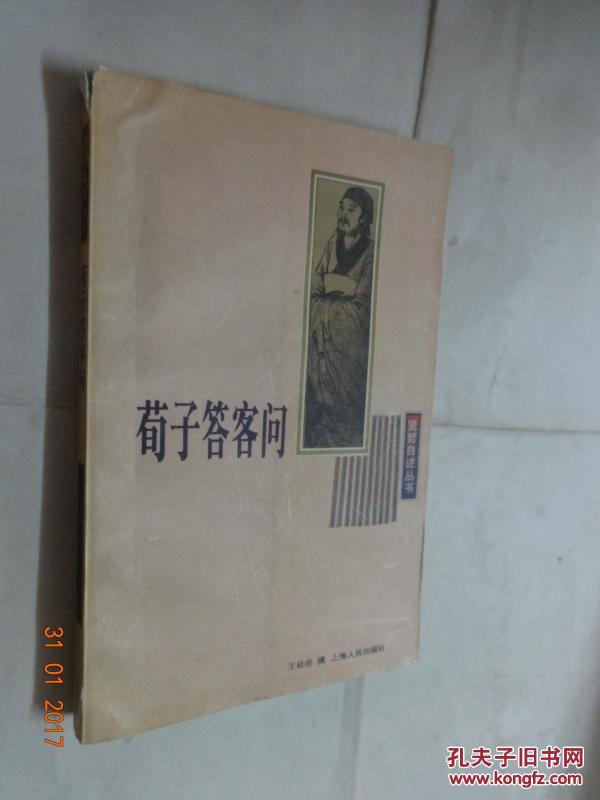 荀子答客问
贤哲自述丛书
撰 上海人民出版社
31 01 2017
孔夫子旧书网
www.kongfz.com